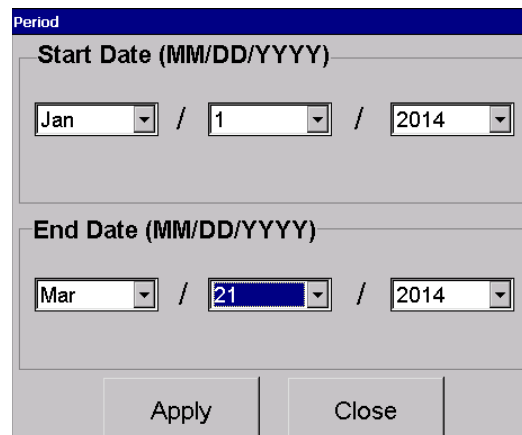 Period
Start Date (MM/DD/YYYY)
Jan / 1 / 2014
End Date (MM/DD/YYYY)
Mar / 21 / 2014
Apply Close